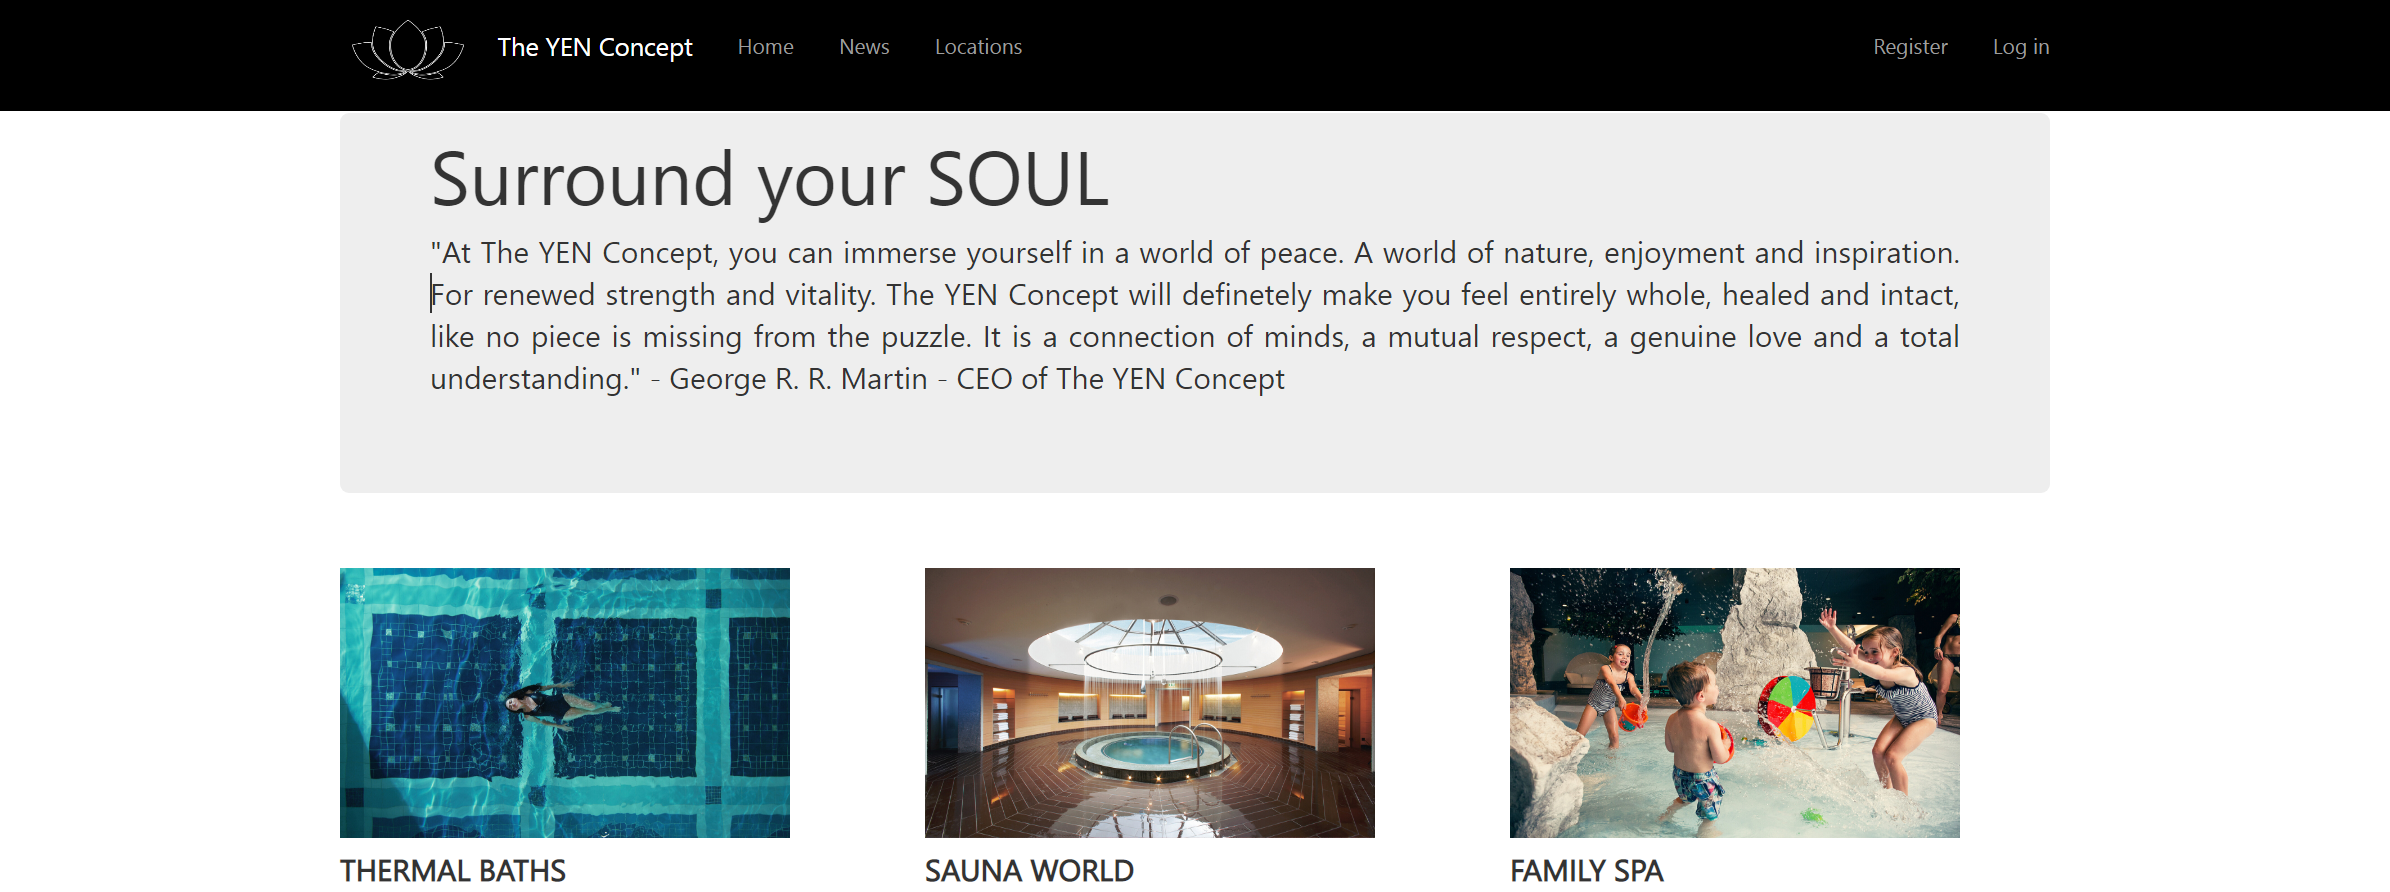 The YEN Concept Home News Locations Register Log in
Surround your SOUL
"At The YEN Concept, you can immerse yourself in a world of peace. A world of nature, enjoyment and inspiration.
For renewed strength and vitality. The YEN Concept will definetely make you feel entirely whole, healed and intact,
like no piece is missing from the puzzle. It is a connection of minds, a mutual respect, a genuine love and a total
understanding." - George R. R. Martin - CEO of The YEN Concept
THERMAL BATHS
SAUNA WORLD
FAMILY SPA